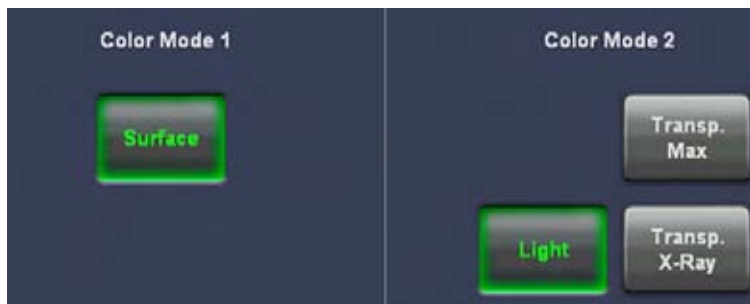 Color Mode 1
Color Mode 2
Surface
Transp.
Max
Light
Transp.
X-Ray